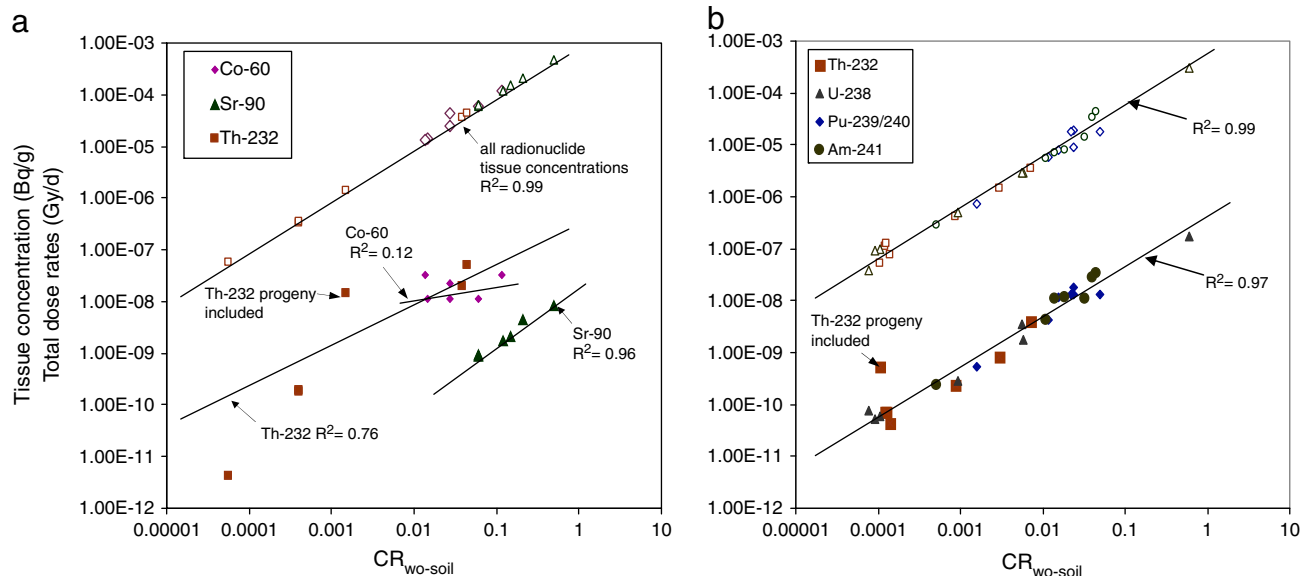 a
Tissue concentration (Bq/g)
Total dose rates (Gy/d)
1.00E-03
1.00E-04
1.00E-05
1.00E-06
1.00E-07
1.00E-08
1.00E-09
1.00E-10
1.00E-11
1.00E-12
Co-60
Sr-90
Th-232
all radionuclide
tissue concentrations
R²= 0.99
Co-60
R²= 0.12
Th-232 progeny
included
Sr-90
R²= 0.96
Th-232 R²= 0.76
0.00001
0.0001
0.001
0.01
0.1
1
10
CRwo-soil
b
1.00E-03
1.00E-04
1.00E-05
1.00E-06
1.00E-07
1.00E-08
1.00E-09
1.00E-10
1.00E-11
1.00E-12
Th-232
U-238
Pu-239/240
Am-241
R²= 0.99
R²= 0.97
Th-232 progeny
included
0.00001
0.0001
0.001
0.01
0.1
1
10
CRwo-soil